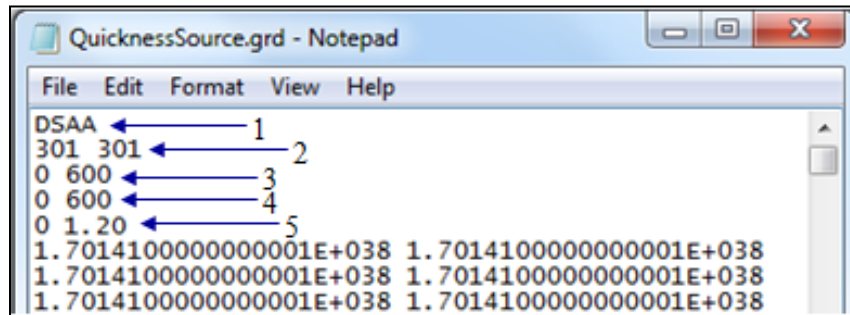 QuicknessSource.grd - Notepad
File Edit Format View Help
DSAA 1
301 301 2
0 600 3
0 600 4
0 1.20 5
1.7014100000000001E+038 1.7014100000000001E+038
1.7014100000000001E+038 1.7014100000000001E+038
1.7014100000000001E+038 1.7014100000000001E+038